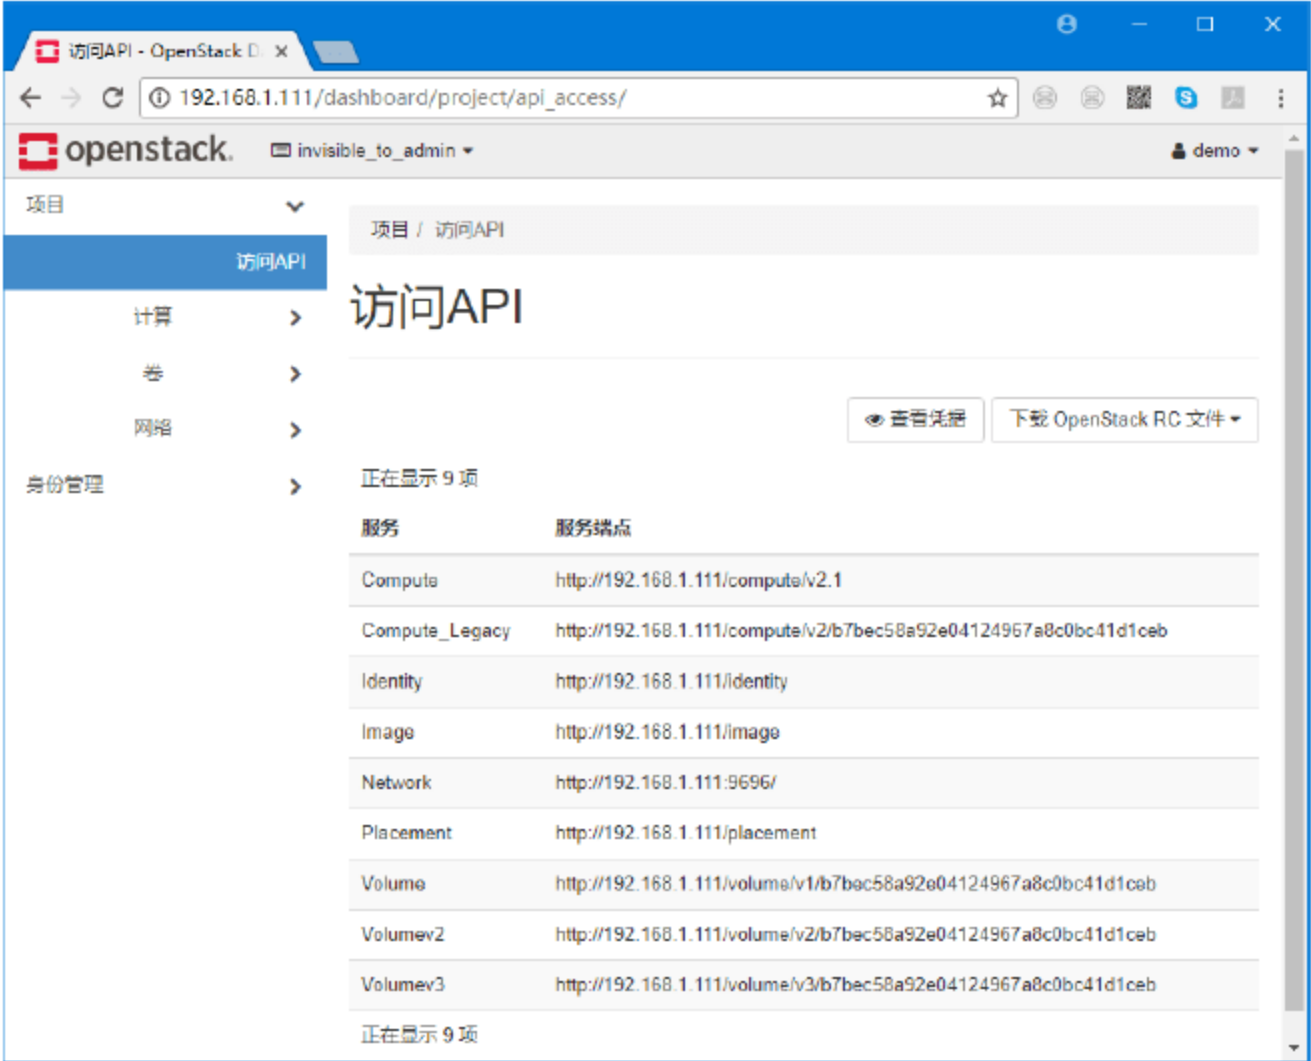 访问API - OpenStack D
192.168.1.111/dashboard/project/api_access/
openstack.
invisible_to_admin
demo
项目
访问API
计算
卷
网络
身份管理
项目 / 访问API
访问API
查看凭据
下载 OpenStack RC 文件
正在显示 9 项
服务 服务端点
Compute http://192.168.1.111/compute/v2.1
Compute_Legacy http://192.168.1.111/compute/v2/b7bec58a92e04124967a8c0bc41d1ceb
Identity http://192.168.1.111/identity
Image http://192.168.1.111/image
Network http://192.168.1.111:9696/
Placement http://192.168.1.111/placement
Volume http://192.168.1.111/volume/v1/b7bec58a92e04124967a8c0bc41d1ceb
Volumev2 http://192.168.1.111/volume/v2/b7bec58a92e04124967a8c0bc41d1ceb
Volumev3 http://192.168.1.111/volume/v3/b7bec58a92e04124967a8c0bc41d1ceb
正在显示 9 项